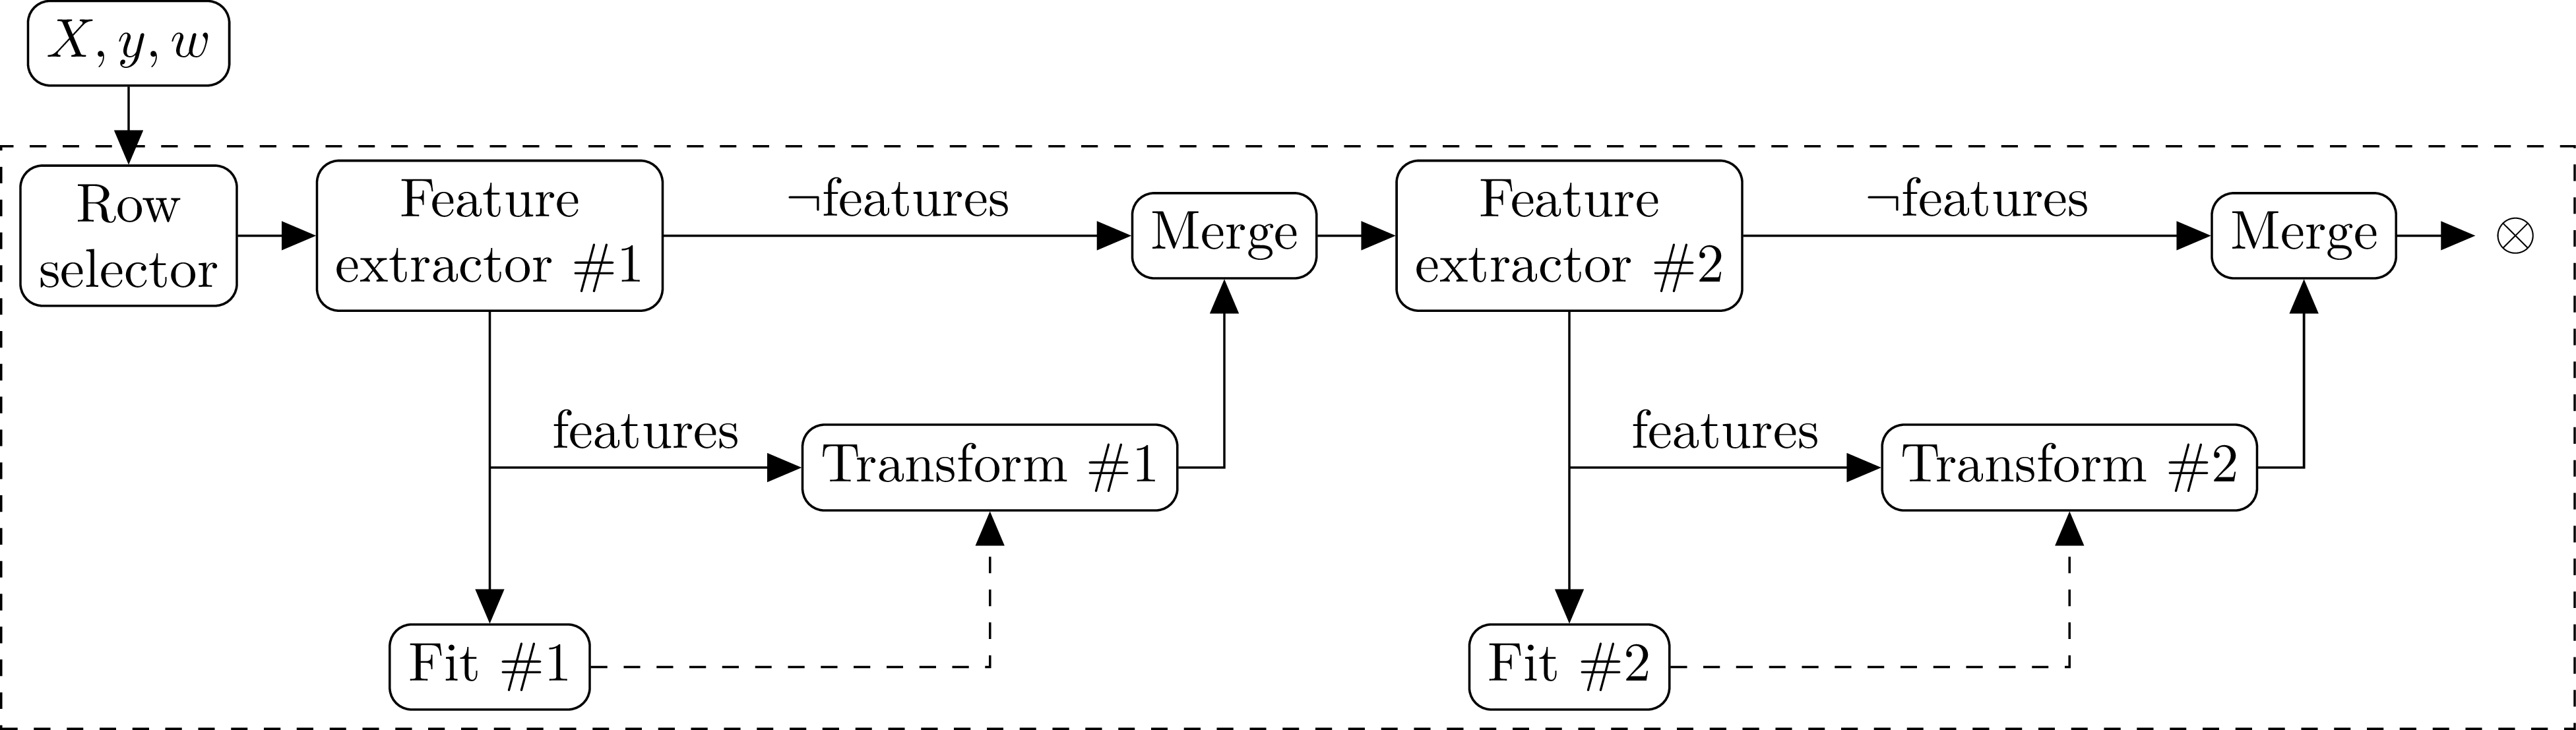 X, y, w
Row
selector
Feature
extractor #1
¬features
Merge
Feature
extractor #2
¬features
Merge
⊗
features
Transform #1
features
Transform #2
Fit #1
Fit #2